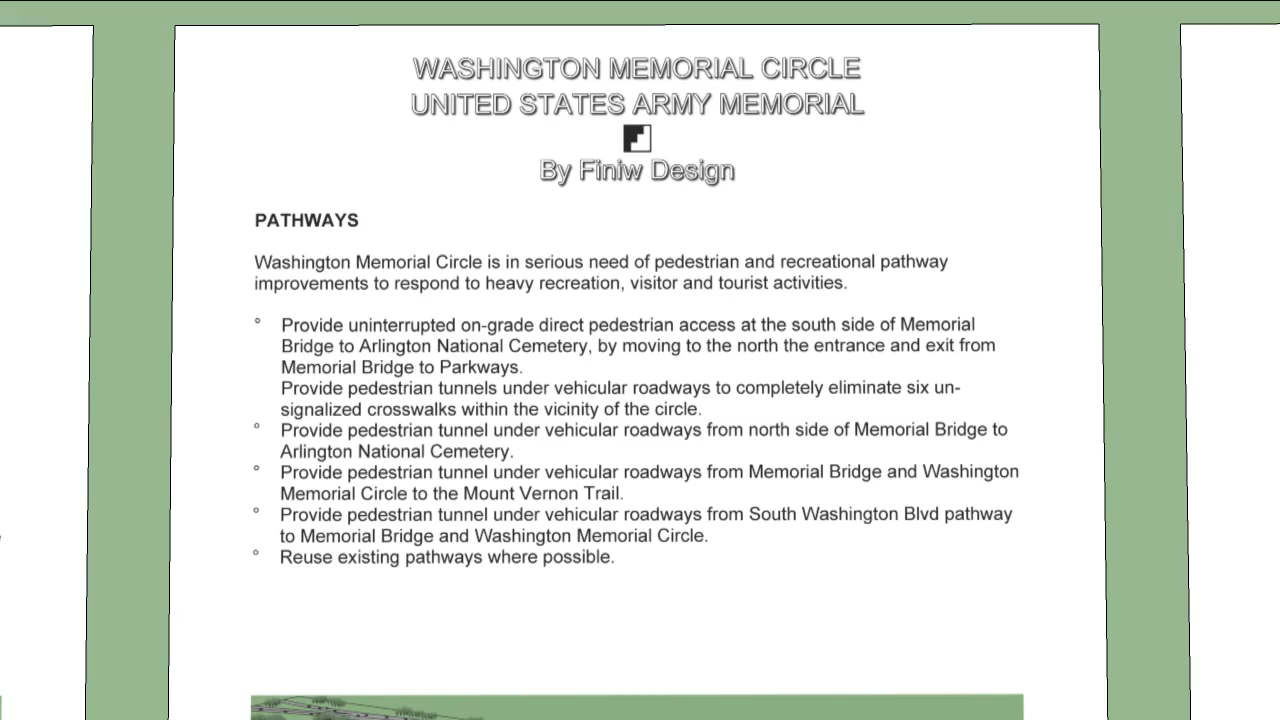 WASHINGTON MEMORIAL CIRCLE
UNITED STATES ARMY MEMORIAL
By Finiw Design
PATHWAYS
Washington Memorial Circle is in serious need of pedestrian and recreational pathway
improvements to respond to heavy recreation, visitor and tourist activities.
° Provide uninterrupted on-grade direct pedestrian access at the south side of Memorial
Bridge to Arlington National Cemetery, by moving to the north the entrance and exit from
Memorial Bridge to Parkways.
Provide pedestrian tunnels under vehicular roadways to completely eliminate six un-
signalized crosswalks within the vicinity of the circle.
° Provide pedestrian tunnel under vehicular roadways from north side of Memorial Bridge to
Arlington National Cemetery.
° Provide pedestrian tunnel under vehicular roadways from Memorial Bridge and Washington
Memorial Circle to the Mount Vernon Trail.
° Provide pedestrian tunnel under vehicular roadways from South Washington Blvd pathway
to Memorial Bridge and Washington Memorial Circle.
° Reuse existing pathways where possible.